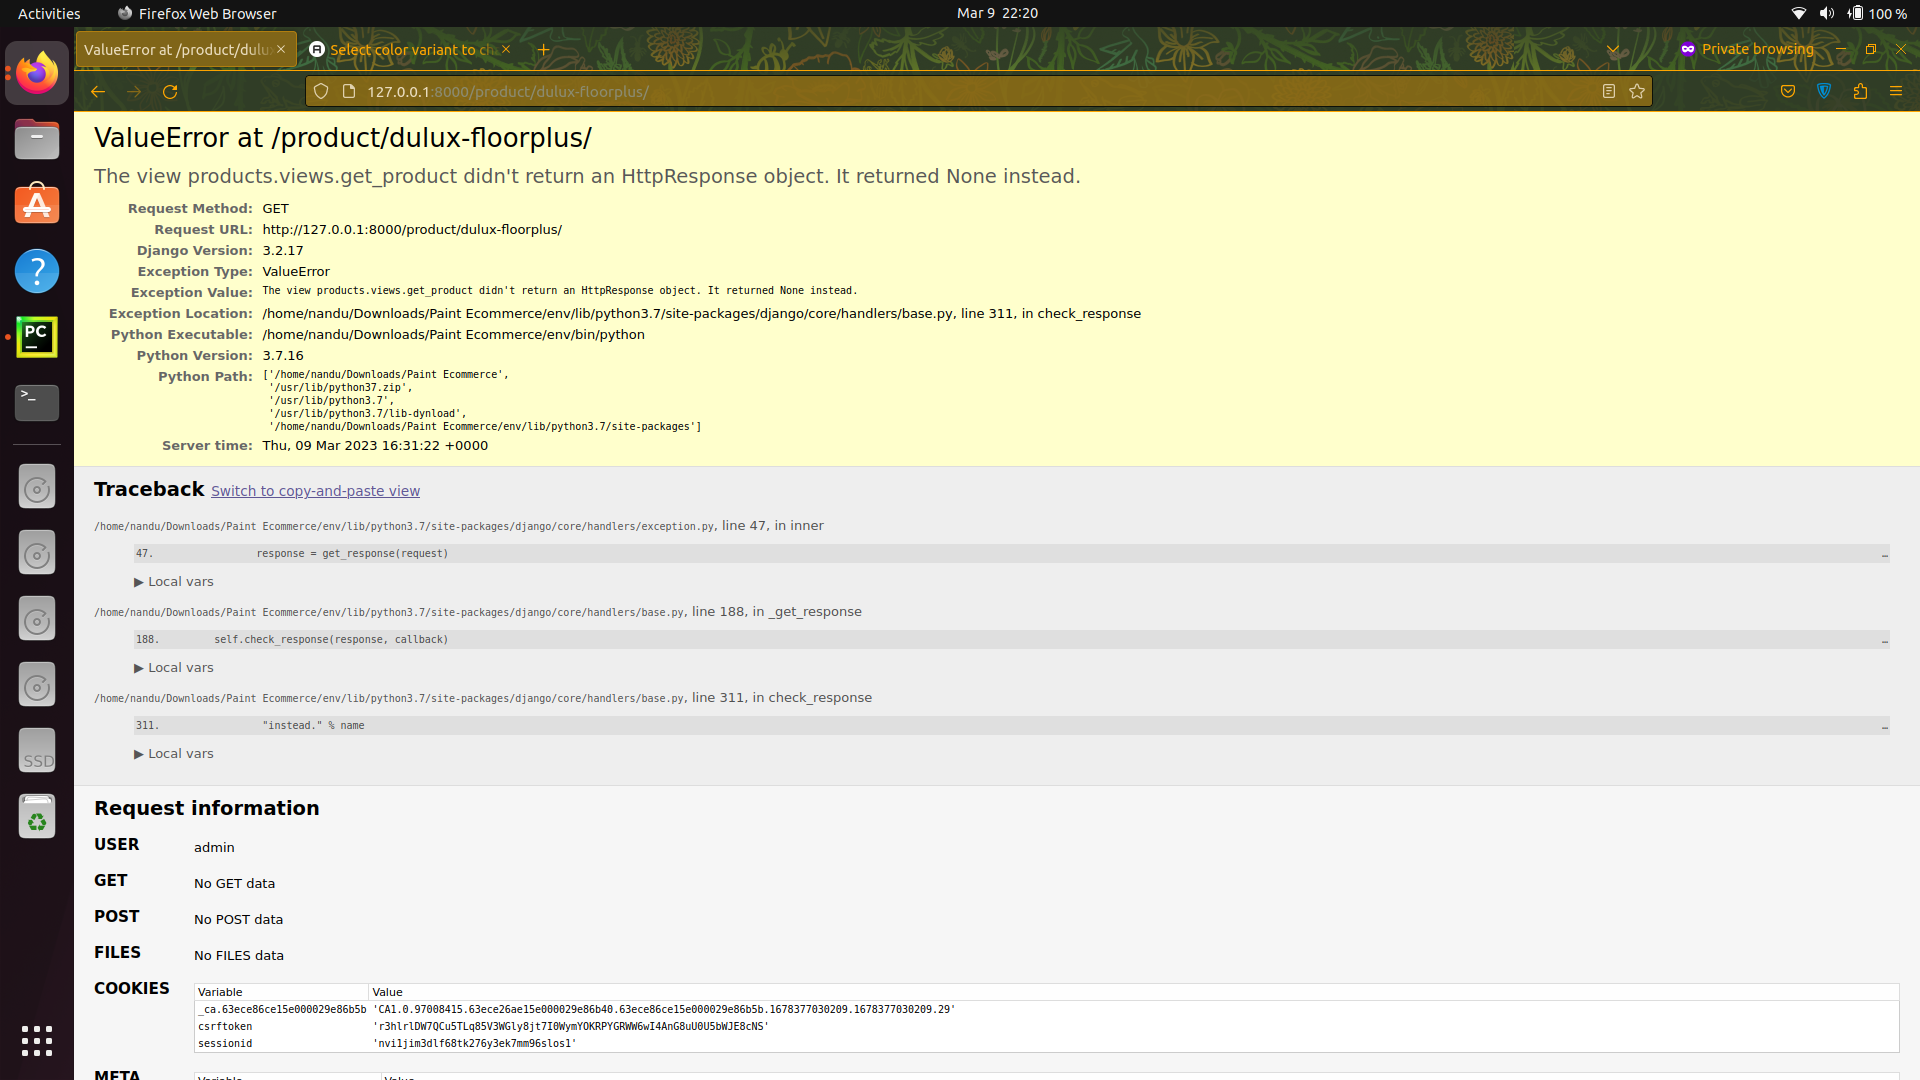 Activities
Firefox Web Browser
Mar 9 22:20
100 %
ValueError at /product/dulux
Select color variant to ch
Private browsing
127.0.0.1:8000/product/dulux-floorplus/
ValueError at /product/dulux-floorplus/
The view products.views.get_product didn't return an HttpResponse object. It returned None instead.
Request Method: GET
Request URL: http://127.0.0.1:8000/product/dulux-floorplus/
Django Version: 3.2.17
Exception Type: ValueError
Exception Value: The view products.views.get_product didn't return an HttpResponse object. It returned None instead.
Exception Location: /home/nandu/Downloads/Paint Ecommerce/env/lib/python3.7/site-packages/django/core/handlers/base.py, line 311, in check_response
Python Executable: /home/nandu/Downloads/Paint Ecommerce/env/bin/python
Python Version: 3.7.16
Python Path: ['/home/nandu/Downloads/Paint Ecommerce',
'/usr/lib/python37.zip',
'/usr/lib/python3.7',
'/usr/lib/python3.7/lib-dynload',
'/home/nandu/Downloads/Paint Ecommerce/env/lib/python3.7/site-packages']
Server time: Thu, 09 Mar 2023 16:31:22 +0000
Traceback Switch to copy-and-paste view
/home/nandu/Downloads/Paint Ecommerce/env/lib/python3.7/site-packages/django/core/handlers/exception.py, line 47, in inner
47. response = get_response(request) …
▶ Local vars
/home/nandu/Downloads/Paint Ecommerce/env/lib/python3.7/site-packages/django/core/handlers/base.py, line 188, in _get_response
188. self.check_response(response, callback) …
▶ Local vars
/home/nandu/Downloads/Paint Ecommerce/env/lib/python3.7/site-packages/django/core/handlers/base.py, line 311, in check_response
311. "instead." % name …
▶ Local vars
Request information
USER admin
GET No GET data
POST No POST data
FILES No FILES data
COOKIES Variable Value
_ca.63ece86ce15e000029e86b5b 'CA1.0.97008415.63ece26ae15e000029e86b40.63ece86ce15e000029e86b5b.1678377030209.1678377030209.29'
csrftoken 'r3hlrlDW7QCu5TLq85V3WGly8jt7I0WymYOKRPYGRWW6wI4AnG8uU0U5bWJE8cNS'
sessionid 'nvi1jim3dlf68tk276y3ek7mm96slos1'
META Variable Value
PC
SSD